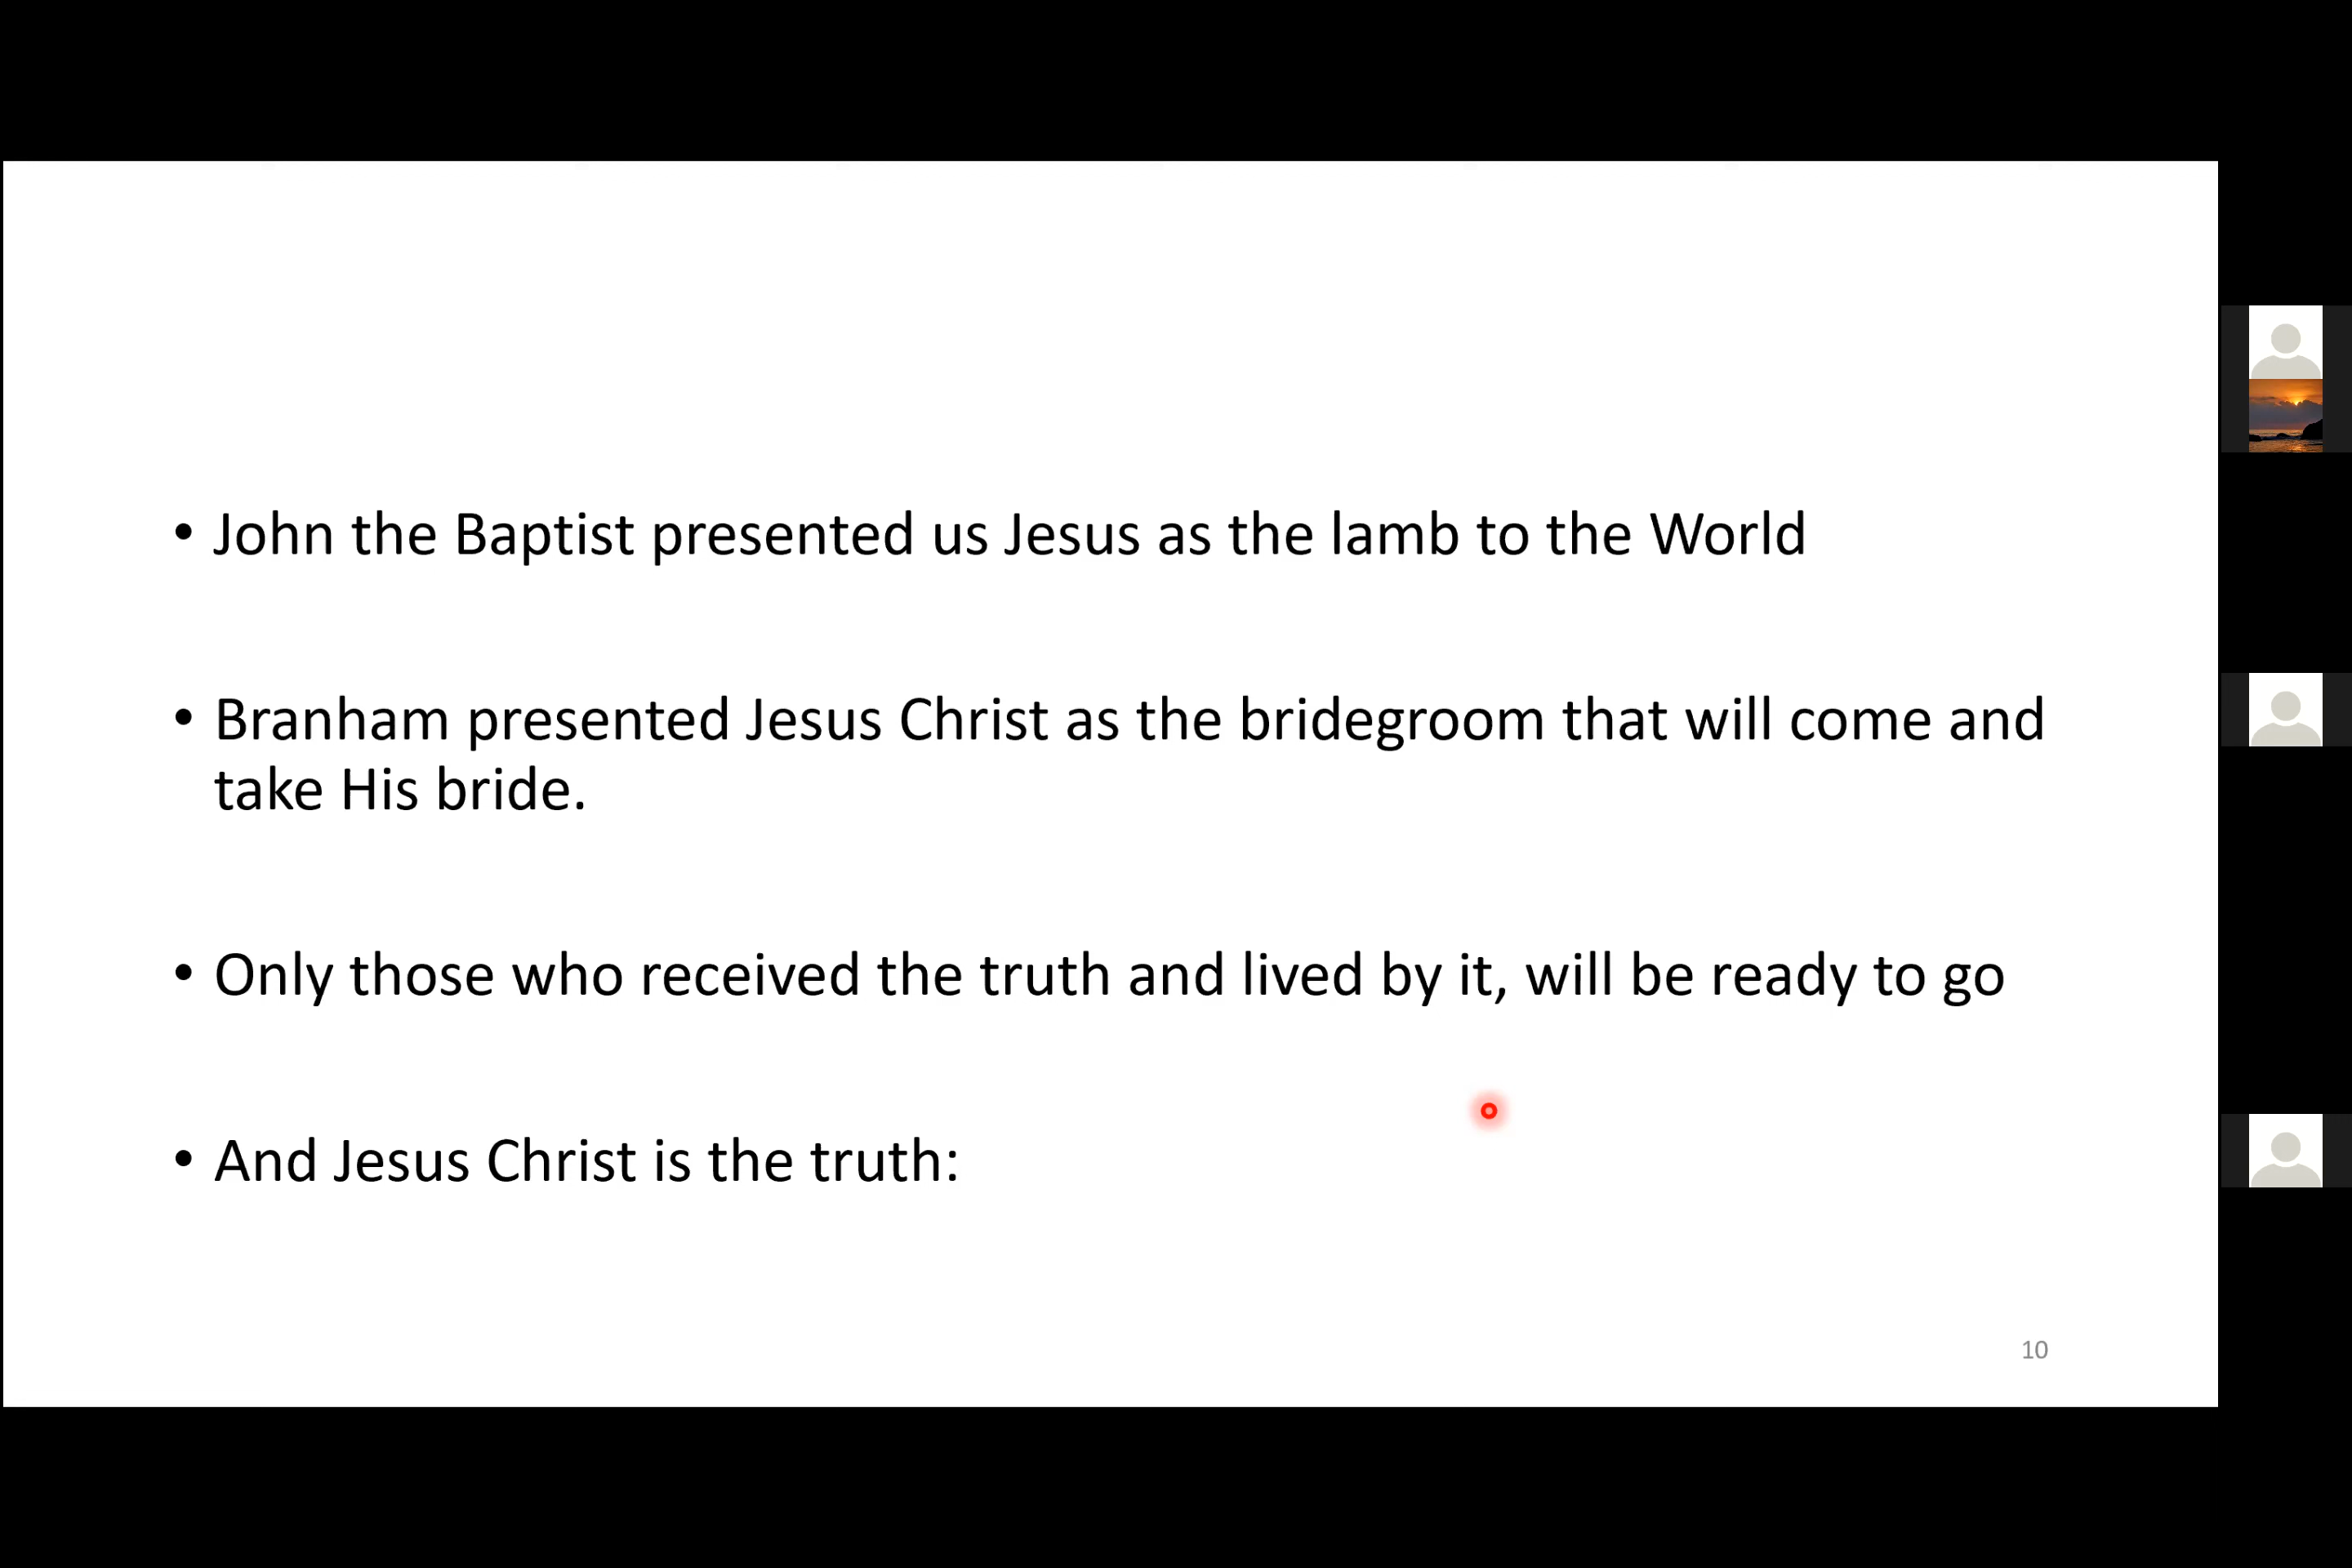 • John the Baptist presented us Jesus as the lamb to the World
• Branham presented Jesus Christ as the bridegroom that will come and
take His bride.
• Only those who received the truth and lived by it, will be ready to go
• And Jesus Christ is the truth:
10